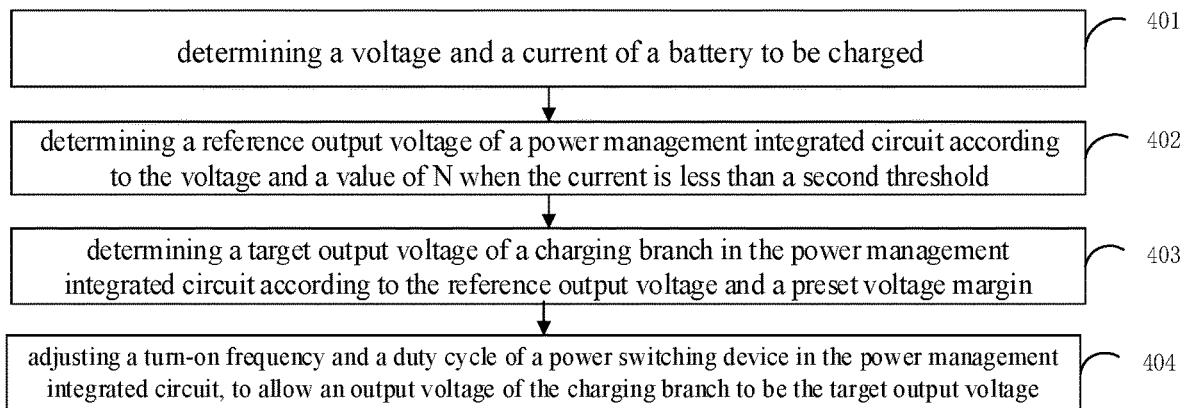 determining a voltage and a current of a battery to be charged
401
determining a reference output voltage of a power management integrated circuit according
to the voltage and a value of N when the current is less than a second threshold
402
determining a target output voltage of a charging branch in the power management
integrated circuit according to the reference output voltage and a preset voltage margin
403
adjusting a turn-on frequency and a duty cycle of a power switching device in the power management
integrated circuit, to allow an output voltage of the charging branch to be the target output voltage
404